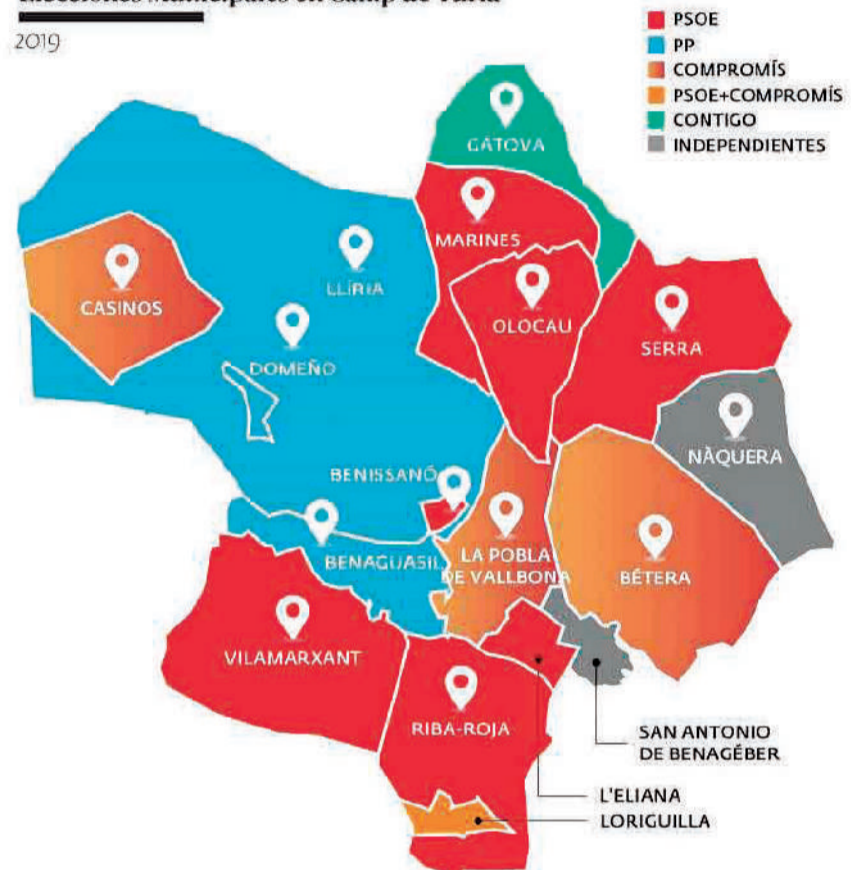 2019
PSOE
PP
COMPROMÍS
PSOE+COMPROMÍS
CONTIGO
INDEPENDIENTES
GÁTOVA
MARINES
LLÍRIA
CASINOS
OLOCAU
SERRA
DOMEÑO
NÀQUERA
BENISSANÓ
LA POBLA
DE VALLBONA
BENAGUASIL
BÉTERA
VILAMARXANT
RIBA-ROJA
SAN ANTONIO
DE BENAGÉBER
L'ELIANA
LORIGUILLA